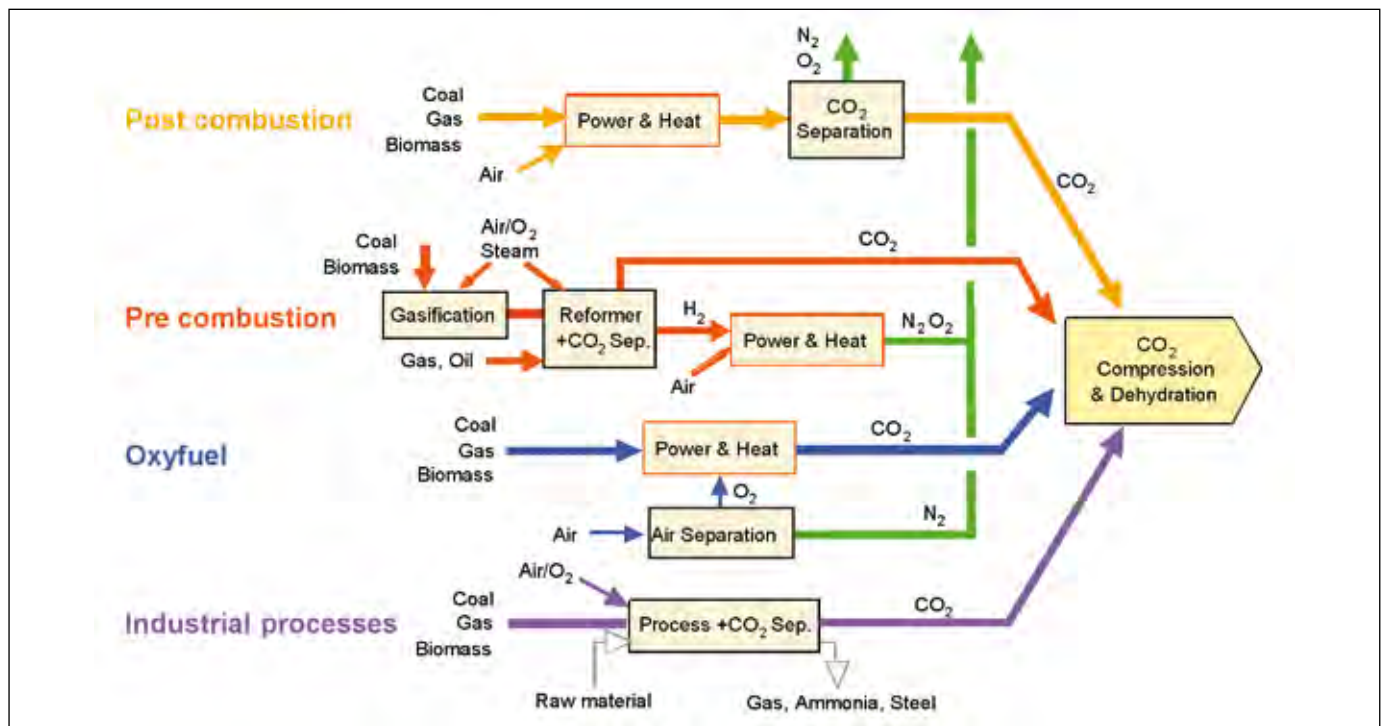 N2
O2
Coal
Gas
Biomass
Post combustion
Power & Heat
CO2
Separation
Air
CO2
Coal
Biomass
Air/O2
Steam
CO2
Pre combustion
Gasification
Reformer
+CO2 Sep.
H2
Power & Heat
N2 O2
Gas, Oil
Air
CO2
Compression
& Dehydration
Coal
Gas
Biomass
Oxyfuel
Power & Heat
CO2
O2
Air
Air Separation
N2
Air/O2
Coal
Gas
Biomass
Industrial processes
Process +CO2 Sep.
CO2
Raw material
Gas, Ammonia, Steel